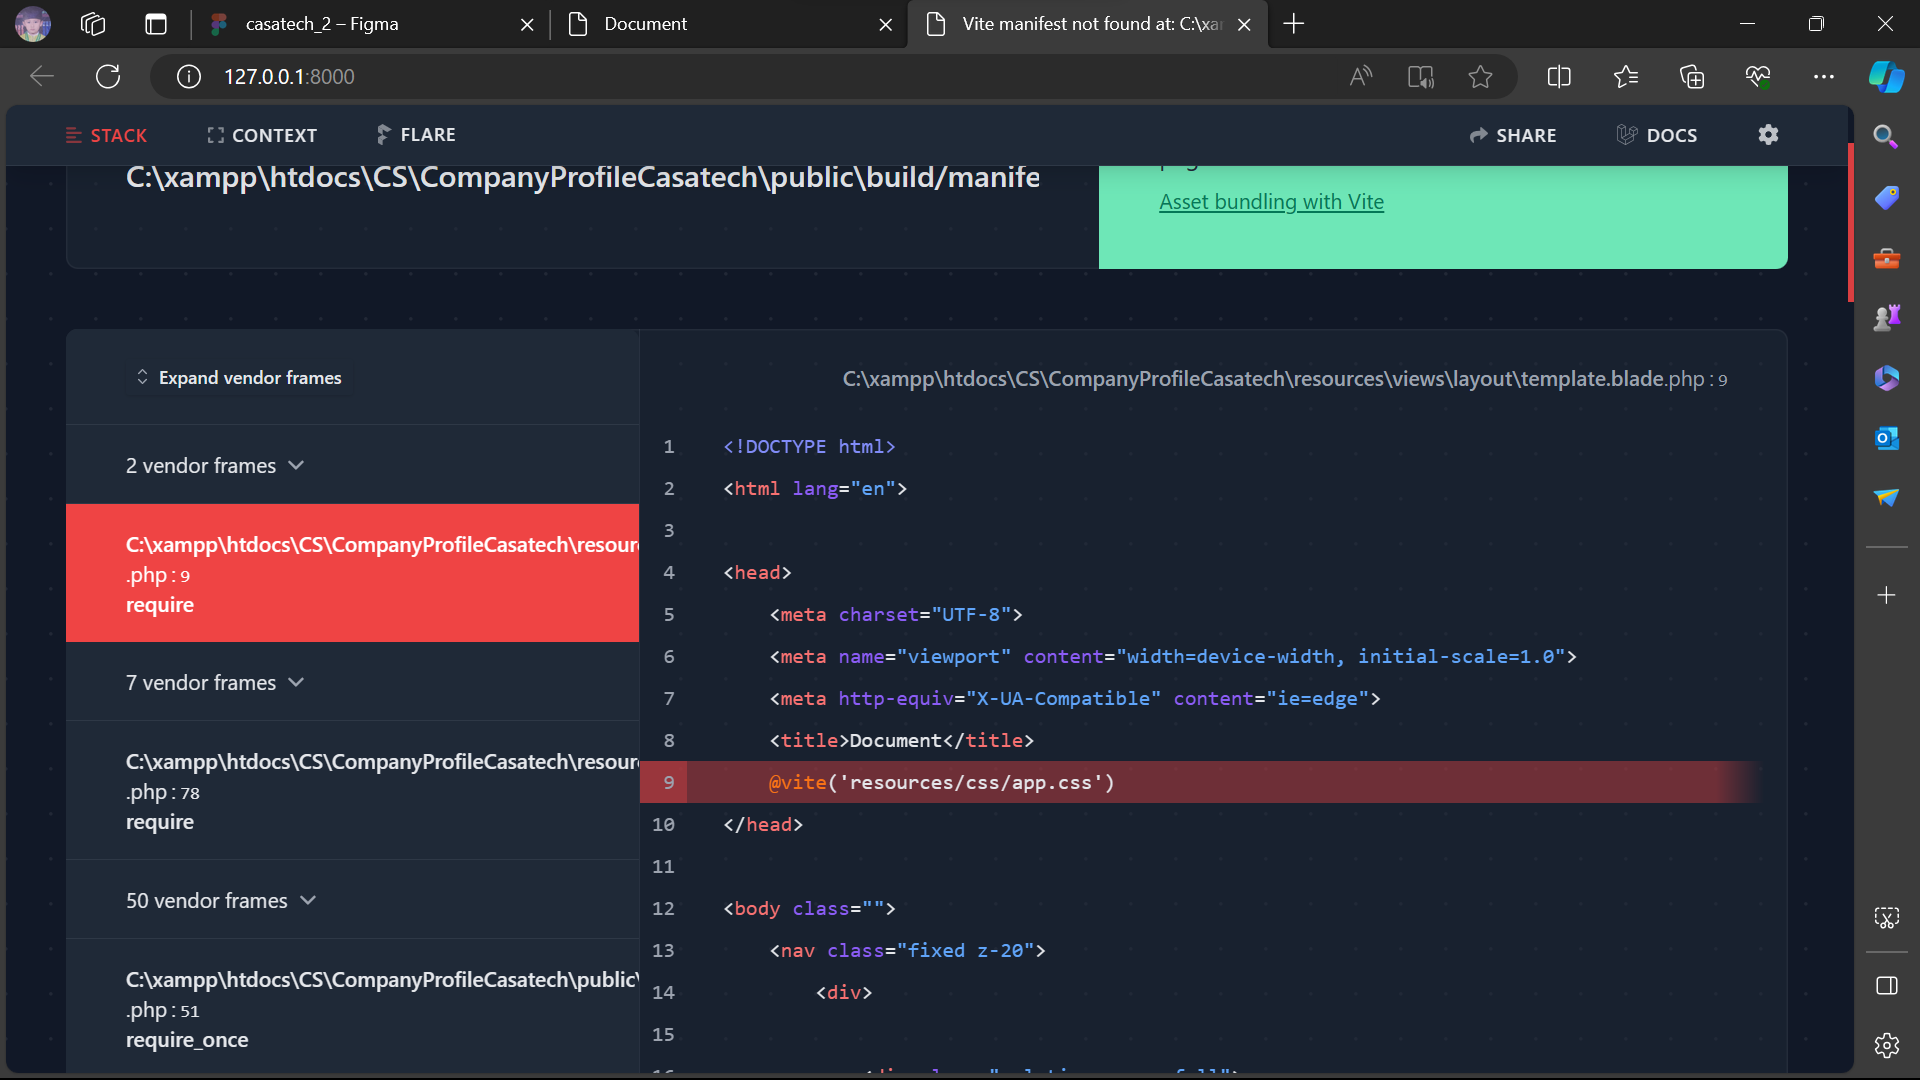 casatech_2 – Figma
Document
Vite manifest not found at: C:\xa
127.0.0.1:8000
STACK
CONTEXT
FLARE
SHARE
DOCS
C:\xampp\htdocs\CS\CompanyProfileCasatech\public\build/manife
Asset bundling with Vite
Expand vendor frames
2 vendor frames
C:\xampp\htdocs\CS\CompanyProfileCasatech\resour
.php : 9
require
7 vendor frames
C:\xampp\htdocs\CS\CompanyProfileCasatech\resour
.php : 78
require
50 vendor frames
C:\xampp\htdocs\CS\CompanyProfileCasatech\public\
.php : 51
require_once
C:\xampp\htdocs\CS\CompanyProfileCasatech\resources\views\layout\template.blade.php : 9
1 <!DOCTYPE html>
2 <html lang="en">
3
4 <head>
5 <meta charset="UTF-8">
6 <meta name="viewport" content="width=device-width, initial-scale=1.0">
7 <meta http-equiv="X-UA-Compatible" content="ie=edge">
8 <title>Document</title>
9 @vite('resources/css/app.css')
10 </head>
11
12 <body class="">
13 <nav class="fixed z-20">
14 <div>
15